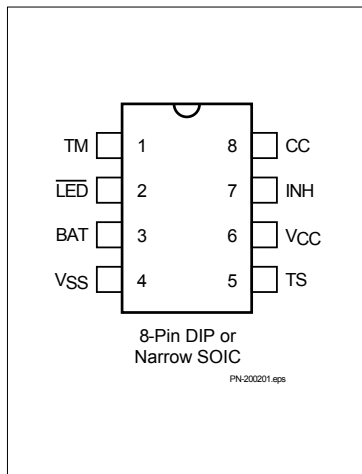 TM 1 8 CC
LED 2 7 INH
BAT 3 6 VCC
VSS 4 5 TS
8-Pin DIP or
Narrow SOIC
PN-200201.eps